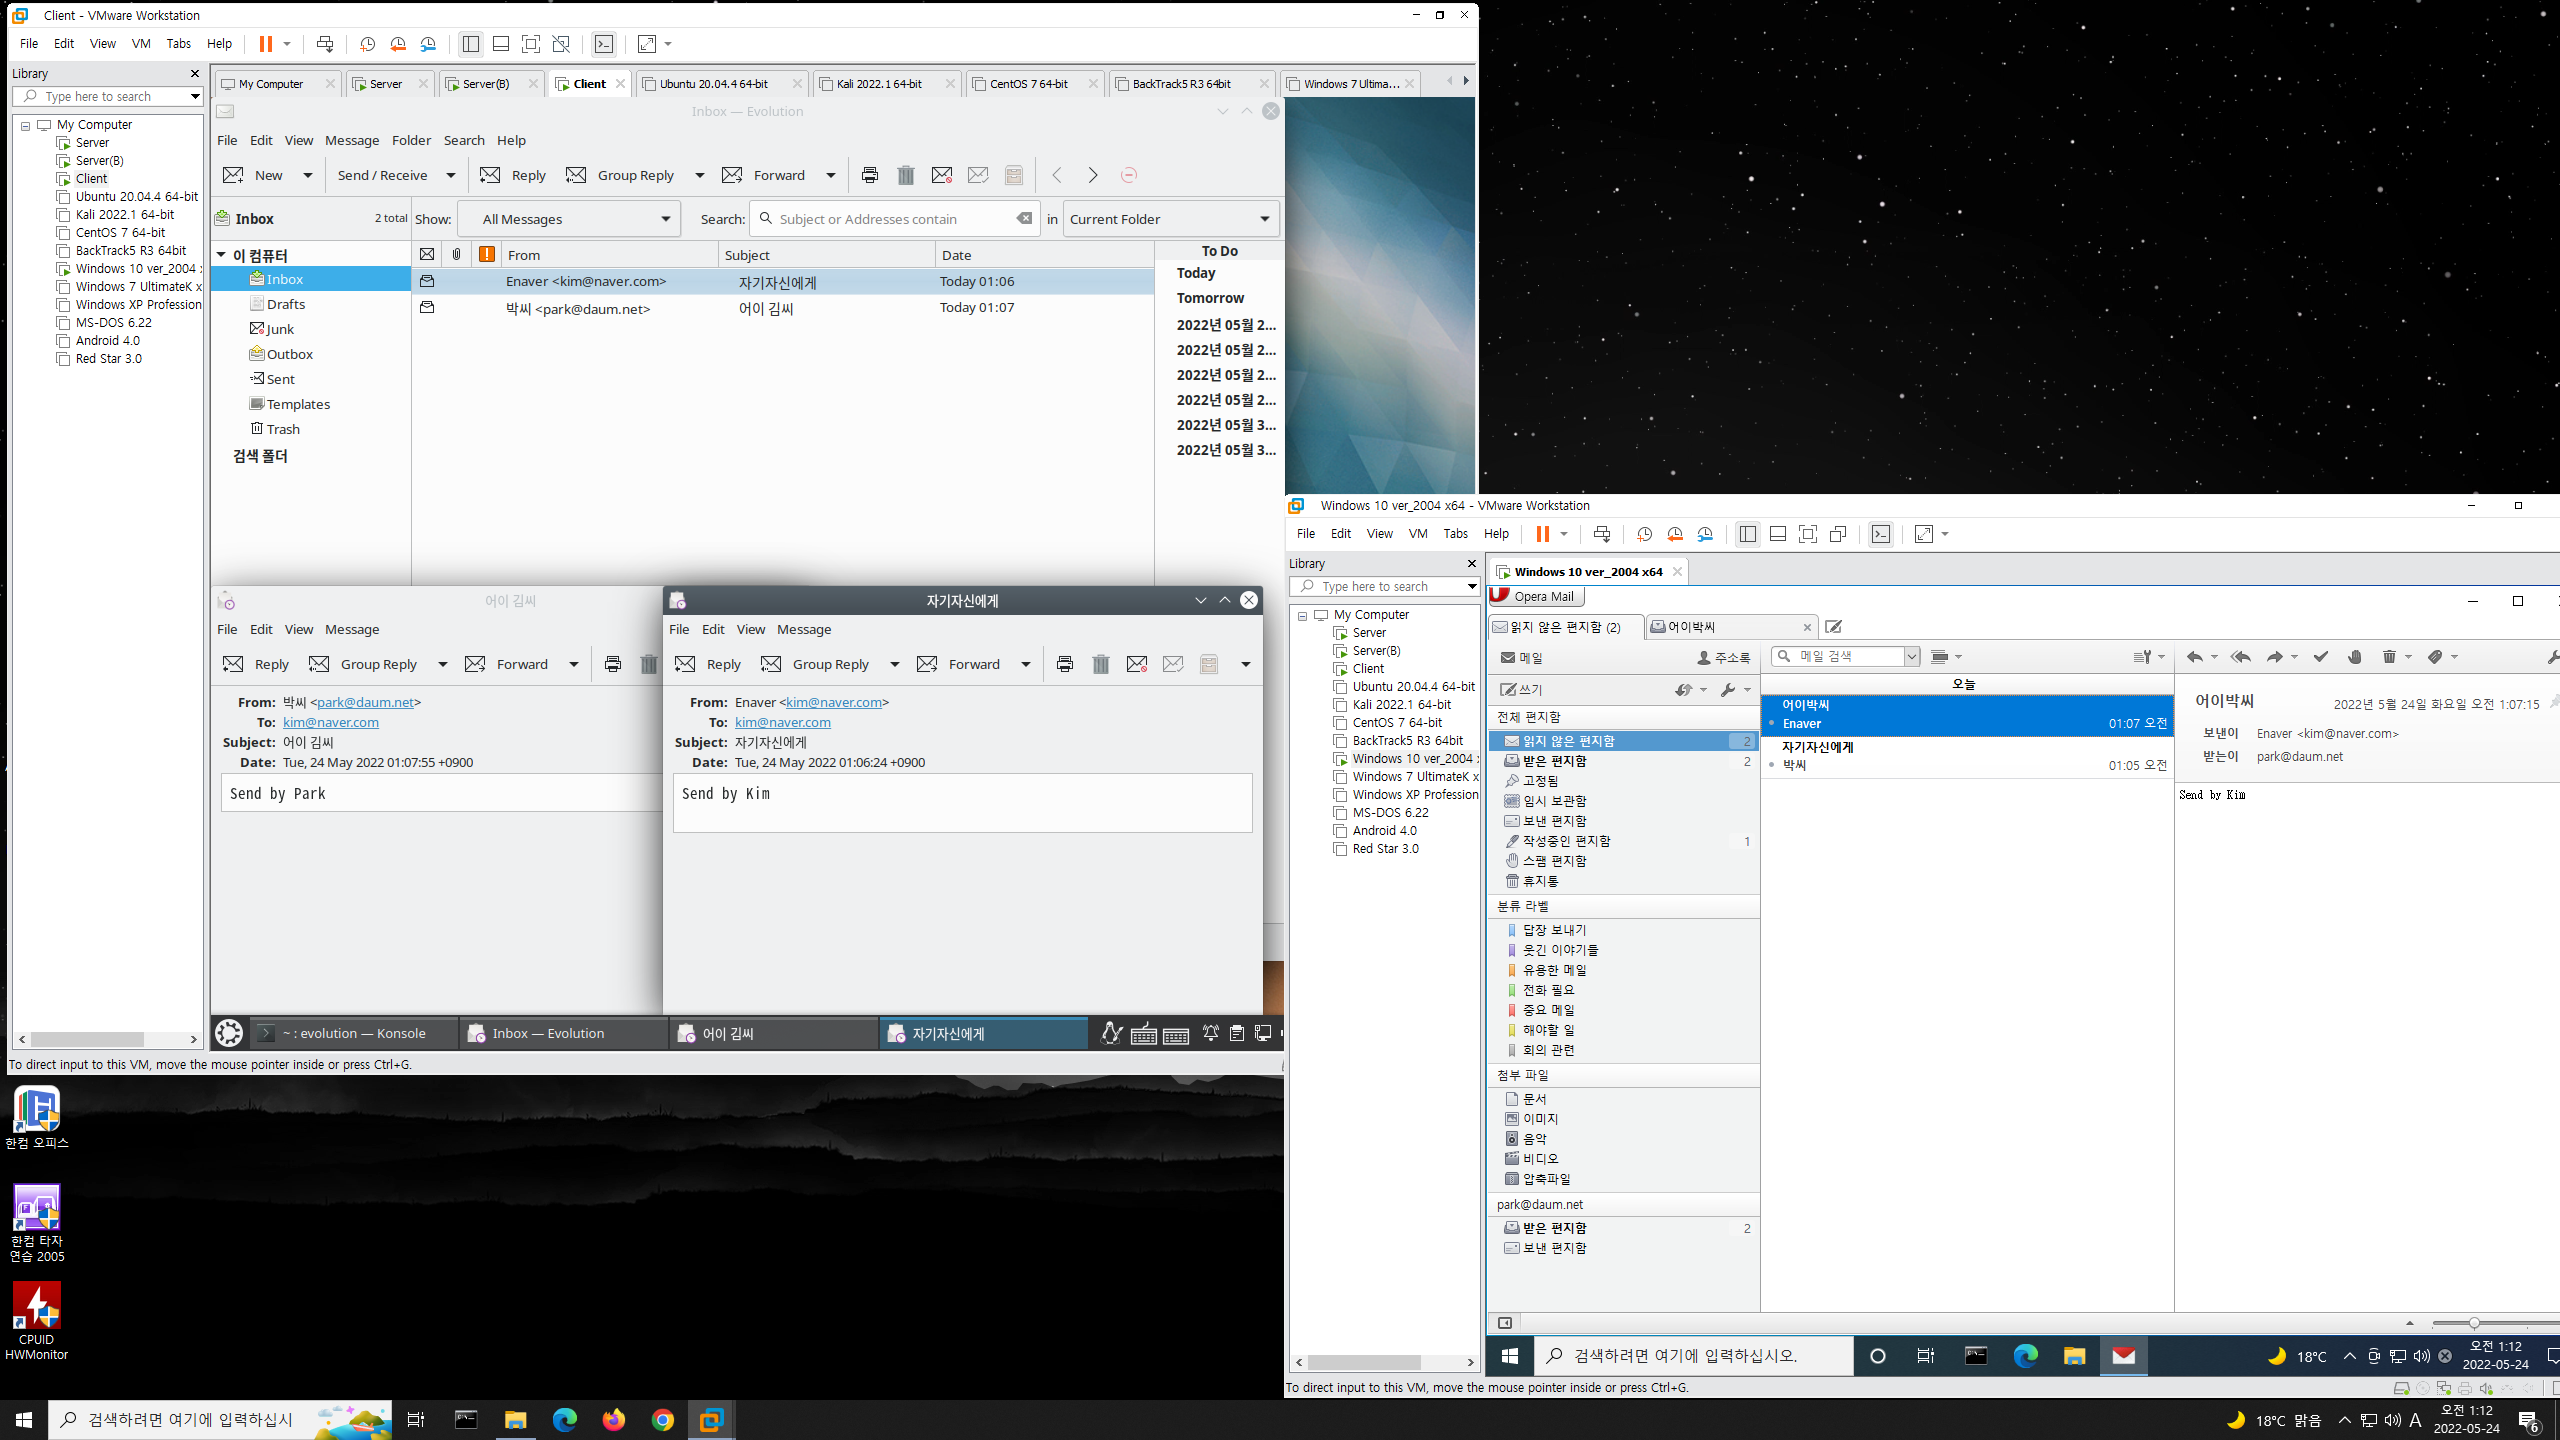 Client - VMware Workstation
File Edit View VM Tabs Help
Library
Type here to search
My Computer
Server
Server(B)
Client
Ubuntu 20.04.4 64-bit
Kali 2022.1 64-bit
CentOS 7 64-bit
BackTrack5 R3 64bit
Windows 10 ver_2004 x
Windows 7 UltimateK x
Windows XP Profession
MS-DOS 6.22
Android 4.0
Red Star 3.0
My Computer Server Server(B) Client Ubuntu 20.04.4 64-bit Kali 2022.1 64-bit CentOS 7 64-bit BackTrack5 R3 64bit Windows 7 Ultima...
Inbox — Evolution
File Edit View Message Folder Search Help
New Send / Receive Reply Group Reply Forward
Inbox 2 total Show: All Messages Search: Subject or Addresses contain in Current Folder
이 컴퓨터
Inbox
Drafts
Junk
Outbox
Sent
Templates
Trash
검색 폴더
From Subject Date
Enaver <kim@naver.com> 자기자신에게 Today 01:06
박씨 <park@daum.net> 어이 김씨 Today 01:07
To Do
Today
Tomorrow
2022년 05월 2...
2022년 05월 2...
2022년 05월 2...
2022년 05월 2...
2022년 05월 3...
2022년 05월 3...
어이 김씨
File Edit View Message
Reply Group Reply Forward
From: 박씨 <park@daum.net>
To: kim@naver.com
Subject: 어이 김씨
Date: Tue, 24 May 2022 01:07:55 +0900
Send by Park
자기자신에게
File Edit View Message
Reply Group Reply Forward
From: Enaver <kim@naver.com>
To: kim@naver.com
Subject: 자기자신에게
Date: Tue, 24 May 2022 01:06:24 +0900
Send by Kim
~ : evolution — Konsole Inbox — Evolution 어이 김씨 자기자신에게
To direct input to this VM, move the mouse pointer inside or press Ctrl+G.
Windows 10 ver_2004 x64 - VMware Workstation
File Edit View VM Tabs Help
Library
Type here to search
My Computer
Server
Server(B)
Client
Ubuntu 20.04.4 64-bit
Kali 2022.1 64-bit
CentOS 7 64-bit
BackTrack5 R3 64bit
Windows 10 ver_2004 x
Windows 7 UltimateK x
Windows XP Profession
MS-DOS 6.22
Android 4.0
Red Star 3.0
Windows 10 ver_2004 x64
Opera Mail
읽지 않은 편지함 (2) 어이박씨
메일 주소록 메일 검색
쓰기
전체 편지함
읽지 않은 편지함 2
받은 편지함 2
고정됨
임시 보관함
보낸 편지함
작성중인 편지함 1
스팸 편지함
휴지통
분류 라벨
답장 보내기
웃긴 이야기들
유용한 메일
전화 필요
중요 메일
해야할 일
회의 관련
첨부 파일
문서
이미지
음악
비디오
압축파일
park@daum.net
받은 편지함 2
보낸 편지함
오늘
어이박씨
Enaver 01:07 오전
자기자신에게
박씨 01:05 오전
어이박씨 2022년 5월 24일 화요일 오전 1:07:15
보낸이 Enaver <kim@naver.com>
받는이 park@daum.net
Send by Kim
검색하려면 여기에 입력하십시오.
18°C
오전 1:12
2022-05-24
To direct input to this VM, move the mouse pointer inside or press Ctrl+G.
한컴 오피스
한컴 타자
연습 2005
CPUID
HWMonitor
검색하려면 여기에 입력하십시
18°C 맑음 A
오전 1:12
2022-05-24
6